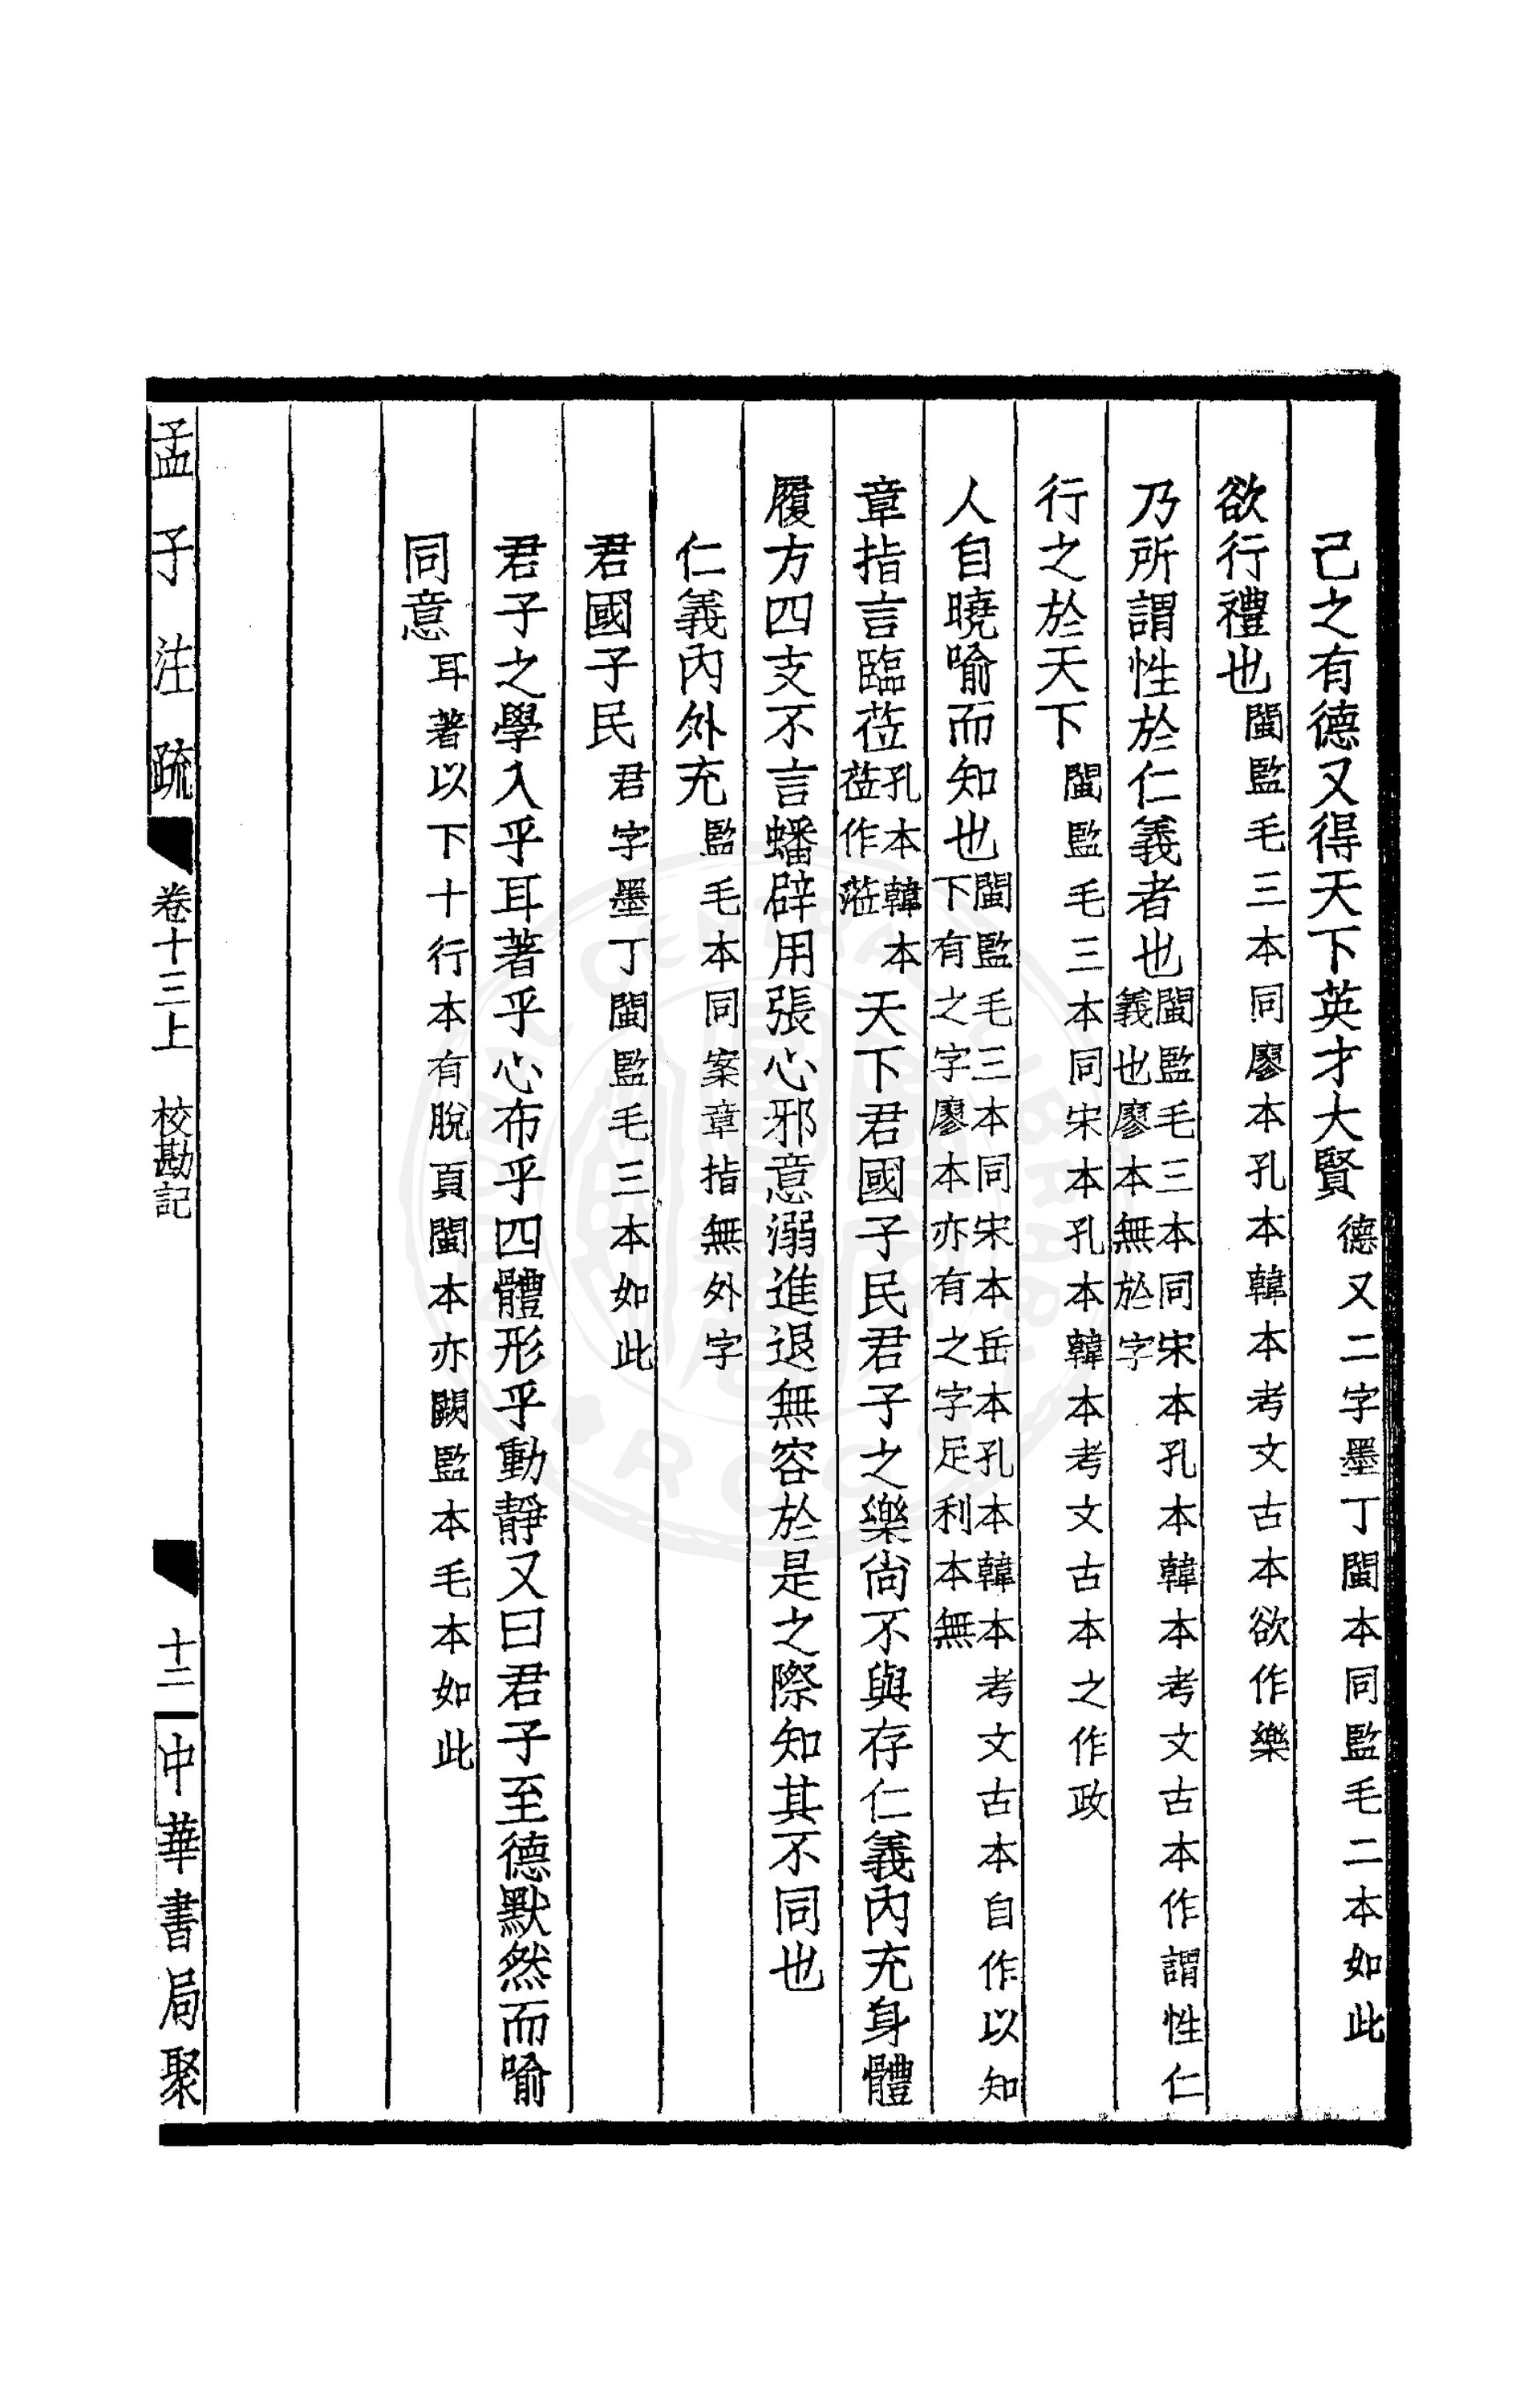 己之有德又得天下英才大賢德又二字墨丁閩本同監毛二本如此
欲行禮也閩監毛三本同廖本孔本韓本考文古本欲作樂
乃所謂性於仁義者也閩監毛三本同宋本孔本韓本考文古本作謂性仁義也廖本無於字
行之於天下閩監毛三本同宋本孔本韓本考文古本之作政
人自曉喻而知也閩監毛三本同宋本岳本孔本韓本考文古本自作以知下有之字廖本亦有之字足利本無
章指言臨莅孔本韓本莅作蒞天下君國子民君子之樂尙不與存仁義內充身體
履方四支不言蟠辟用張心邪意溺進退無容於是之際知其不同也
仁義內外充監毛本同案章指無外字
君國子民君字墨丁閩監毛三本如此
君子之學入乎耳著乎心布乎四體形乎動靜又曰君子至德默然而喻
同意耳著以下十行本有脫頁閩本亦闕監本毛本如此
孟子注疏 卷十三上 校勘記 十二 中華書局聚
NATIONAL CENTRAL LIBRARY R.O.C.